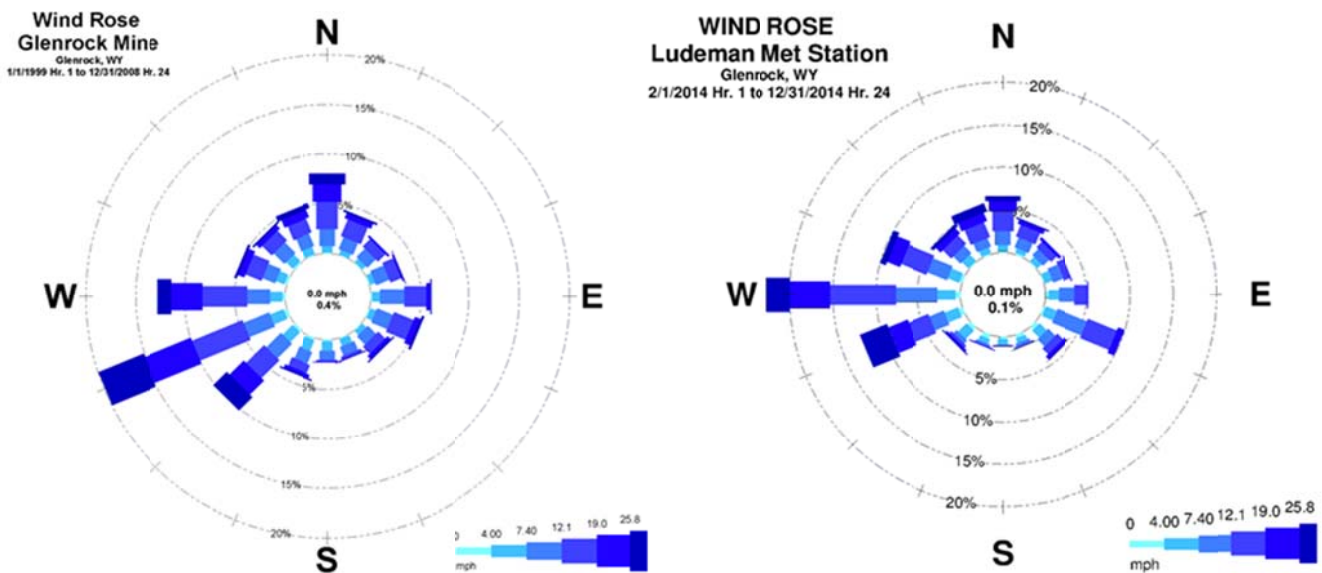 Wind Rose
Glenrock Mine
Glenrock, WY
1/1/1999 Hr. 1 to 12/31/2008 Hr. 24
N
20%
15%
10%
5%
W
0.0 mph
0.4%
E
5%
10%
15%
20%
S
0 4.00 7.40 12.1 19.0 25.8
mph
WIND ROSE
Ludeman Met Station
Glenrock, WY
2/1/2014 Hr. 1 to 12/31/2014 Hr. 24
N
20%
15%
10%
%
W
0.0 mph
0.1%
E
5%
10%
15%
20%
S
0 4.00 7.40 12.1 19.0 25.8
mph